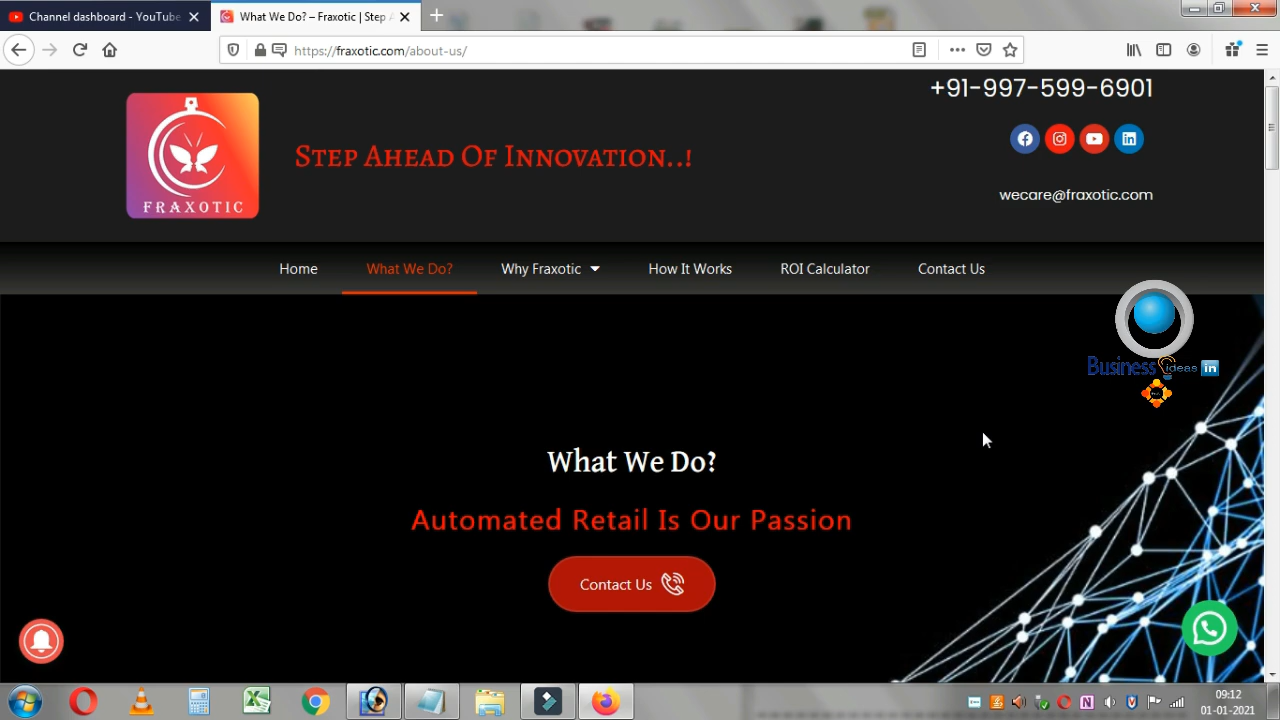 Channel dashboard - YouTube
What We Do? – Fraxotic | Step
https://fraxotic.com/about-us/
+91-997-599-6901
FRAXOTIC
Step Ahead Of Innovation..!
wecare@fraxotic.com
Home
What We Do?
Why Fraxotic
How It Works
ROI Calculator
Contact Us
Business ideas in
What We Do?
Automated Retail Is Our Passion
Contact Us
09:12
01-01-2021